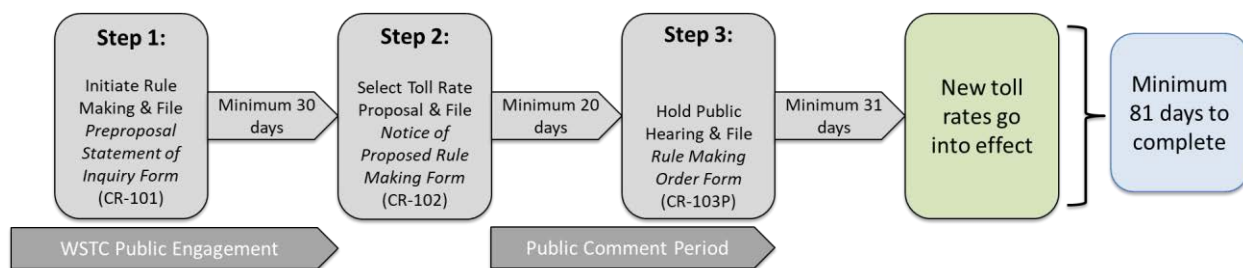 Step 1:
Initiate Rule
Making & File
Preproposal
Statement of
Inquiry Form
(CR-101)
Minimum 30
days
Step 2:
Select Toll Rate
Proposal & File
Notice of
Proposed Rule
Making Form
(CR-102)
Minimum 20
days
Step 3:
Hold Public
Hearing & File
Rule Making
Order Form
(CR-103P)
Minimum 31
days
New toll
rates go
into effect
Minimum
81 days to
complete
WSTC Public Engagement
Public Comment Period